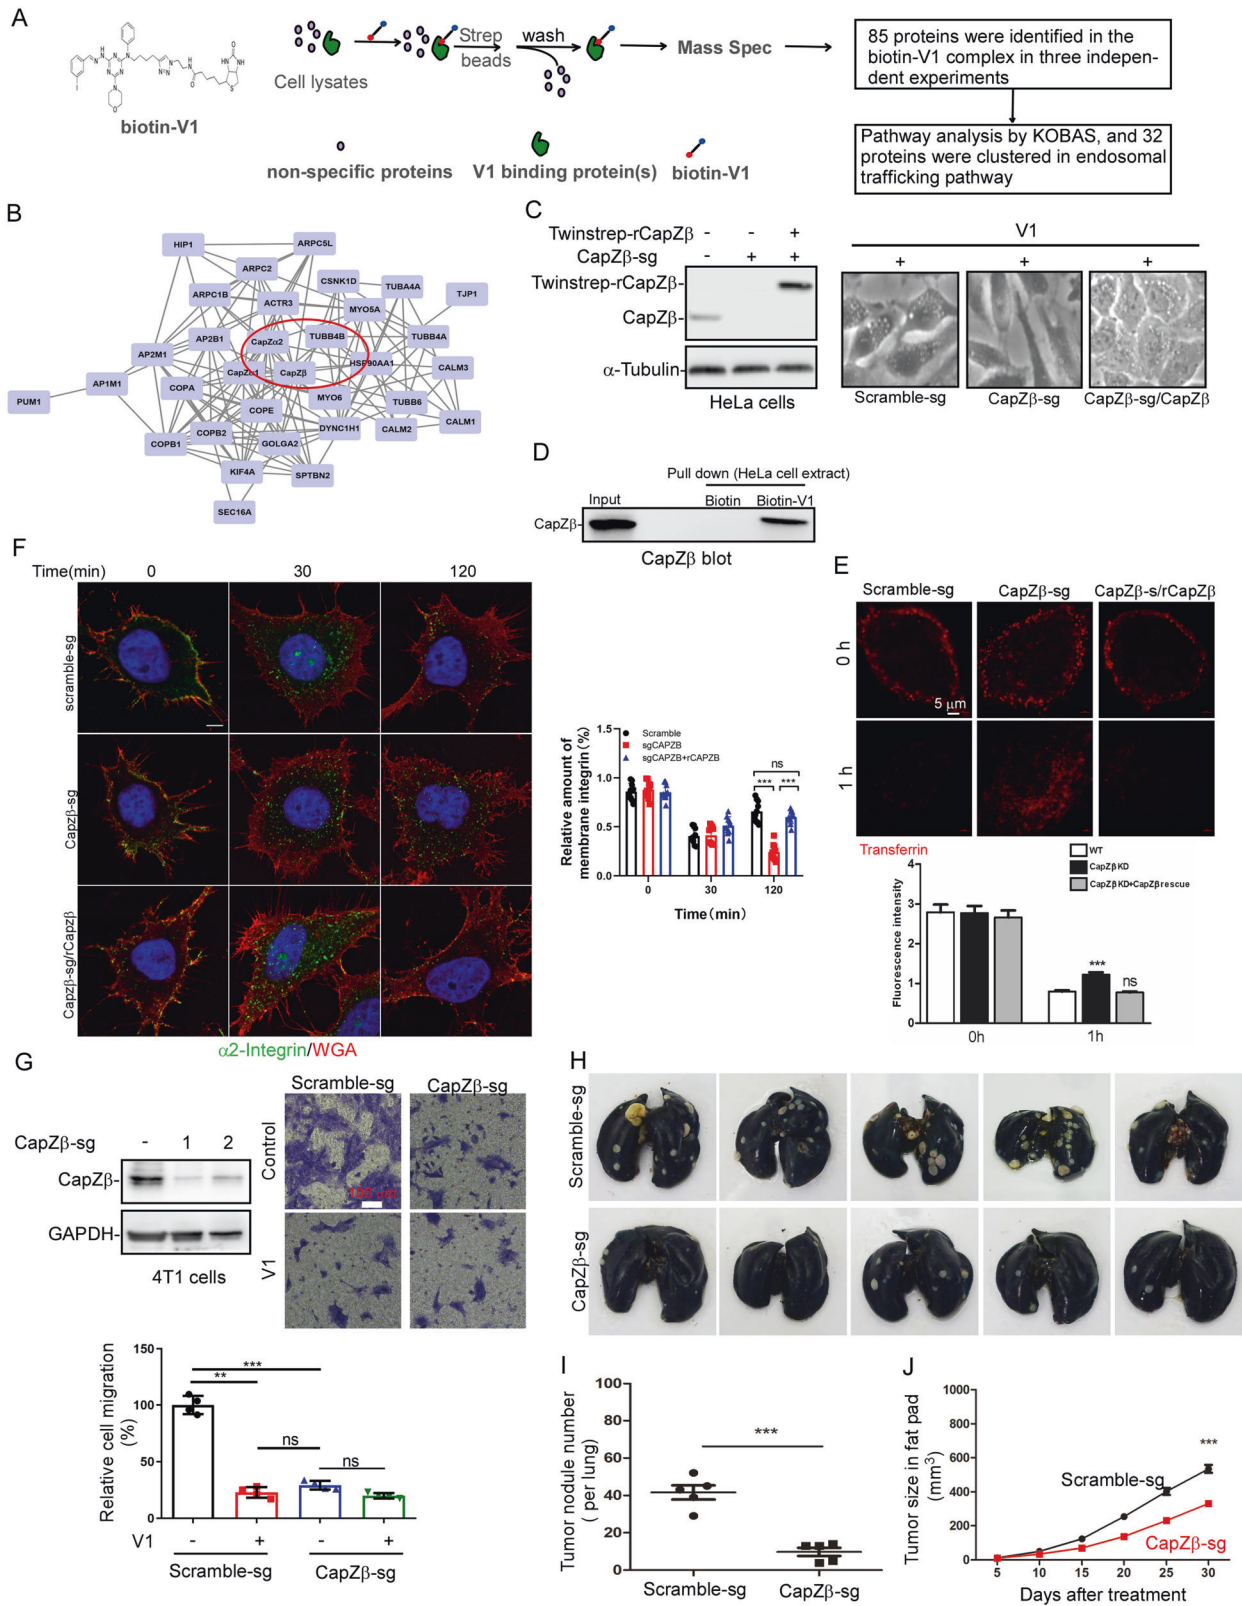 A
biotin-V1
Cell lysates
Strep
beads
wash
Mass Spec
85 proteins were identified in the
biotin-V1 complex in three indepen-
dent experiments
Pathway analysis by KOBAS, and 32
proteins were clustered in endosomal
trafficking pathway
non-specific proteins
V1 binding protein(s)
biotin-V1
B
HIP1
ARPC5L
ARPC2
CSNK1D
TUBA4A
TJP1
ARPC1B
ACTR3
MYO5A
AP2B1
CapZα2
TUBB4B
TUBB4A
AP2M1
CapZα1
CapZβ
HSP90AA1
CALM3
AP1M1
COPA
MYO6
TUBB6
PUM1
COPE
CALM1
COPB1
COPB2
GOLGA2
DYNC1H1
CALM2
KIF4A
SPTBN2
SEC16A
C
Twinstrep-rCapZβ - - +
CapZβ-sg - + +
Twinstrep-rCapZβ-
CapZβ-
α-Tubulin-
HeLa cells
V1
+ + +
Scramble-sg
CapZβ-sg
CapZβ-sg/CapZβ
D
Pull down (HeLa cell extract)
Input
Biotin
Biotin-V1
CapZβ-
CapZβ blot
F
Time(min) 0 30 120
scramble-sg
Capzβ-sg
Capzβ-sg/rCapzβ
α2-Integrin/WGA
Relative amount of
membrane integrin(%)
1.0
0.5
0.0
Scramble
sgCAPZB
sgCAPZB+rCAPZB
ns
*** ***
0 30 120
Time(min)
E
Scramble-sg
CapZβ-sg
CapZβ-s/rCapZβ
0 h
5 μm
1 h
Transferrin
WT
CapZβ KD
CapZβ KD+CapZβ rescue
Fluorescence intensity
4
3
2
1
0
***
ns
0h 1h
G
CapZβ-sg - 1 2
CapZβ-
GAPDH-
4T1 cells
Scramble-sg
CapZβ-sg
Control
V1
Relative cell migration
(%)
150
100
50
0
***
**
ns
ns
V1 - + - +
Scramble-sg
CapZβ-sg
H
Scramble-sg
CapZβ-sg
I
Tumor nodule number
( per lung)
100
80
60
40
20
0
***
Scramble-sg
CapZβ-sg
J
Tumor size in fat pad
(mm3)
1000
800
600
400
200
0
***
Scramble-sg
CapZβ-sg
5 10 15 20 25 30
Days after treatment